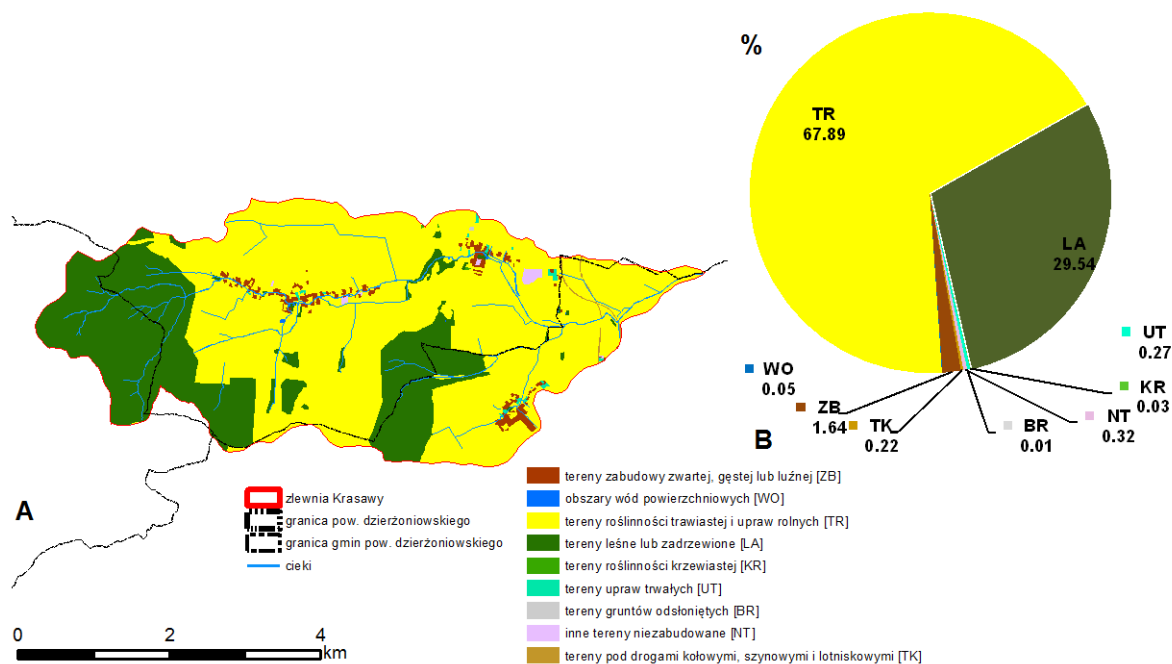 %
TR
67.89
LA
29.54
UT
0.27
WO
0.05
KR
0.03
ZB
1.64
TK
0.22
BR
0.01
NT
0.32
B
A
zlewnia Krasawy
granica pow. dzierżoniowskiego
granica gmin pow. dzierżoniowskiego
cieki
tereny zabudowy zwartej, gęstej lub luźnej [ZB]
obszary wód powierzchniowych [WO]
tereny roślinności trawiastej i upraw rolnych [TR]
tereny leśne lub zadrzewione [LA]
tereny roślinności krzewiastej [KR]
tereny upraw trwałych [UT]
tereny gruntów odsłoniętych [BR]
inne tereny niezabudowane [NT]
tereny pod drogami kołowymi, szynowymi i lotniskowymi [TK]
0 2 4
km